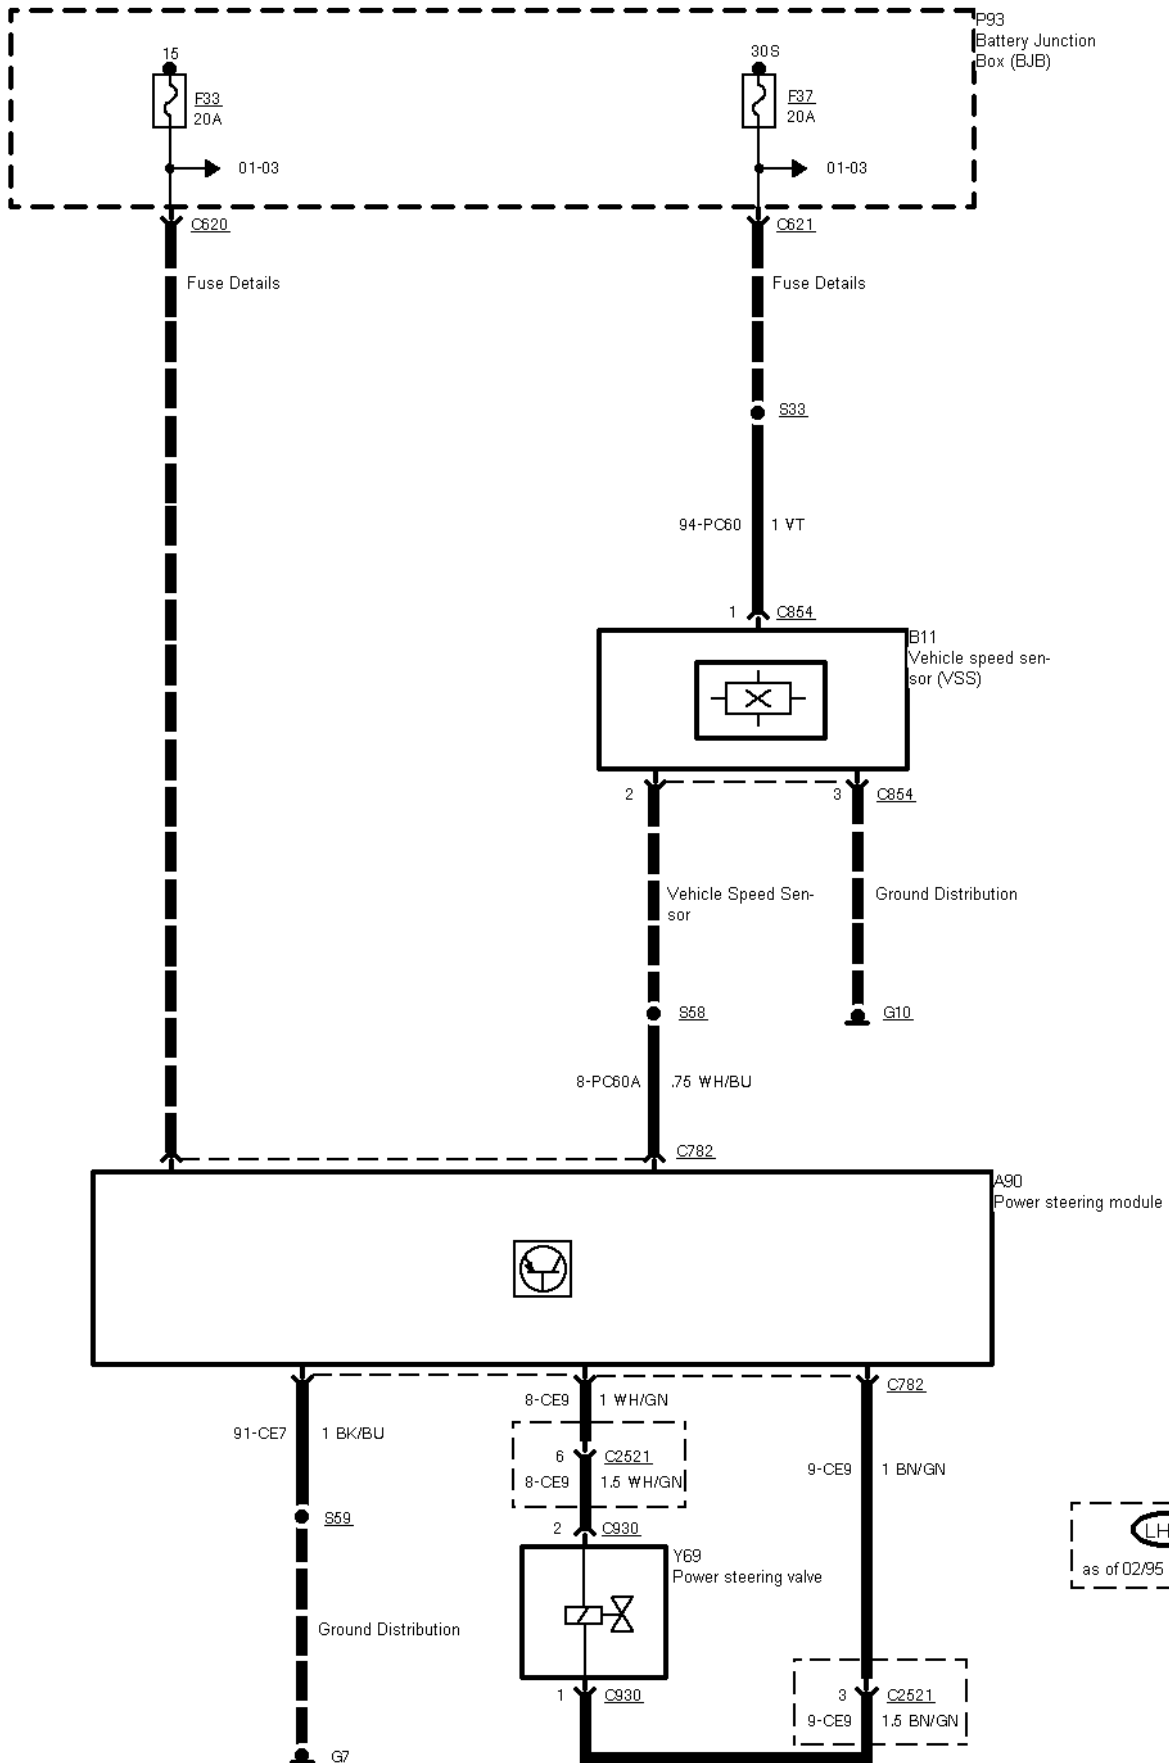 P93
Battery Junction
Box (BJB)
15
30S
F33
20A
F37
20A
01-03
01-03
C620
C621
Fuse Details
Fuse Details
S33
94-PC60
1 VT
1
C854
B11
Vehicle speed sen-
sor (VSS)
2
3
C854
Vehicle Speed Sen-
sor
Ground Distribution
S58
G10
8-PC60A
.75 WH/BU
C782
A90
Power steering module
C782
8-CE9
1 WH/GN
91-CE7
1 BK/BU
6
C2521
8-CE9
1.5 WH/GN
9-CE9
1 BN/GN
S59
2
C930
LH
as of 02/95
Y69
Power steering valve
Ground Distribution
1
C930
3
C2521
9-CE9
1.5 BN/GN
G7